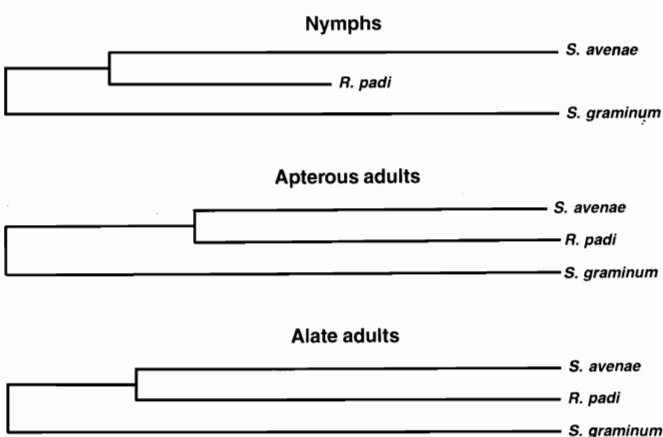 Nymphs
S. avenae
R. padi
S. graminum
Apterous adults
S. avenae
R. padi
S. graminum
Alate adults
S. avenae
R. padi
S. graminum